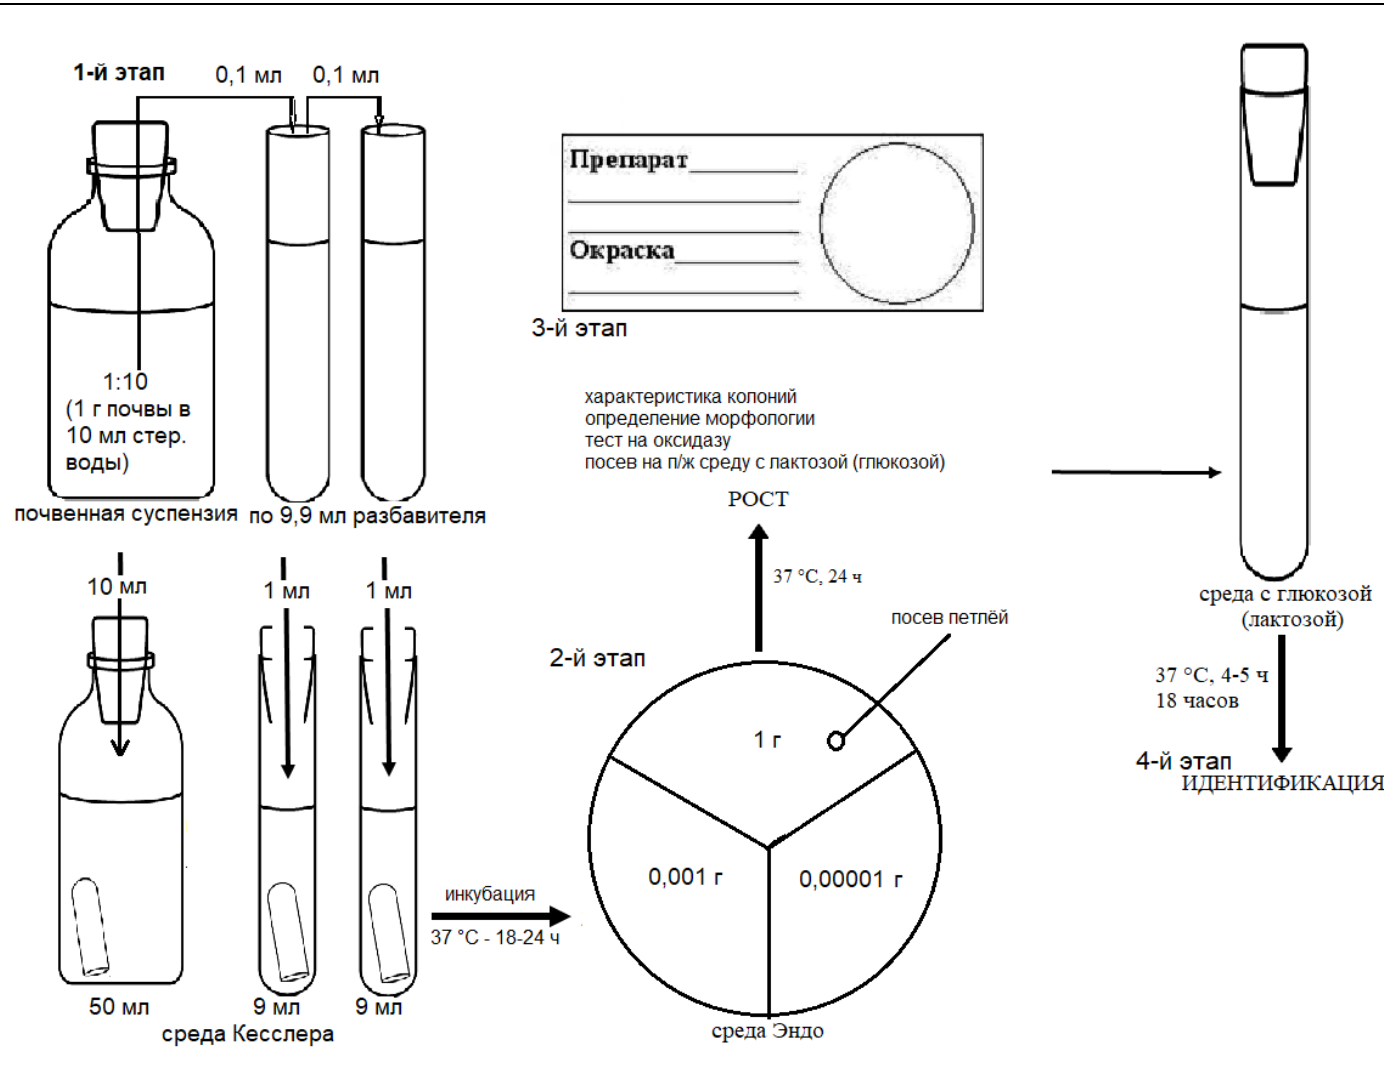 1-й этап
0,1 мл
0,1 мл
1:10
(1 г почвы в
10 мл стер.
воды)
почвенная суспензия
по 9,9 мл разбавителя
10 мл
1 мл
1 мл
50 мл
9 мл
9 мл
среда Кесслера
инкубация
37 °C - 18-24 ч
Препарат
Окраска
3-й этап
характеристика колоний
определение морфологии
тест на оксидазу
посев на п/ж среду с лактозой (глюкозой)
РОСТ
37 °C, 24 ч
посев петлёй
2-й этап
1 г
0,001 г
0,00001 г
среда Эндо
среда с глюкозой
(лактозой)
37 °C, 4-5 ч
18 часов
4-й этап
ИДЕНТИФИКАЦИЯ